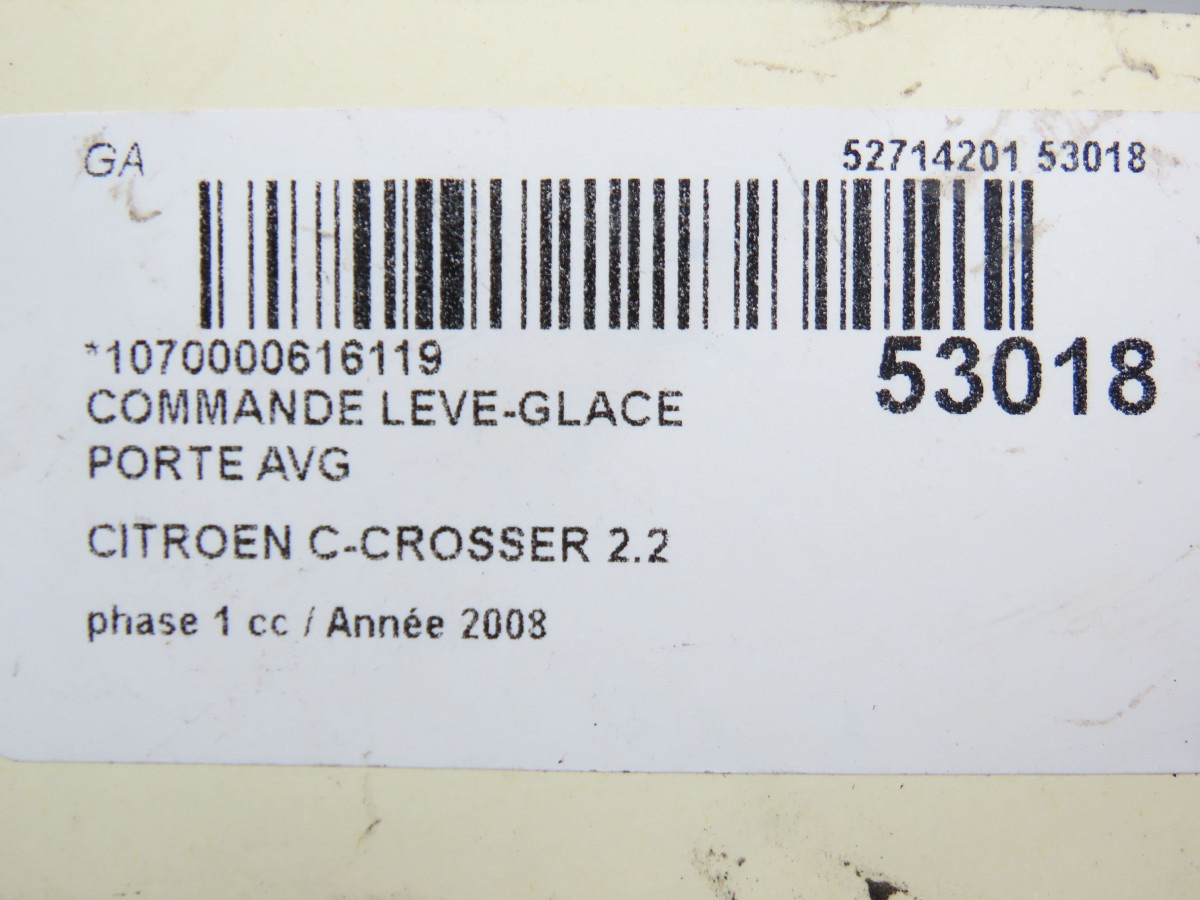 GA
52714201 53018
*1070000616119
53018
COMMANDE LEVE-GLACE
PORTE AVG
CITROEN C-CROSSER 2.2
phase 1 cc / Année 2008